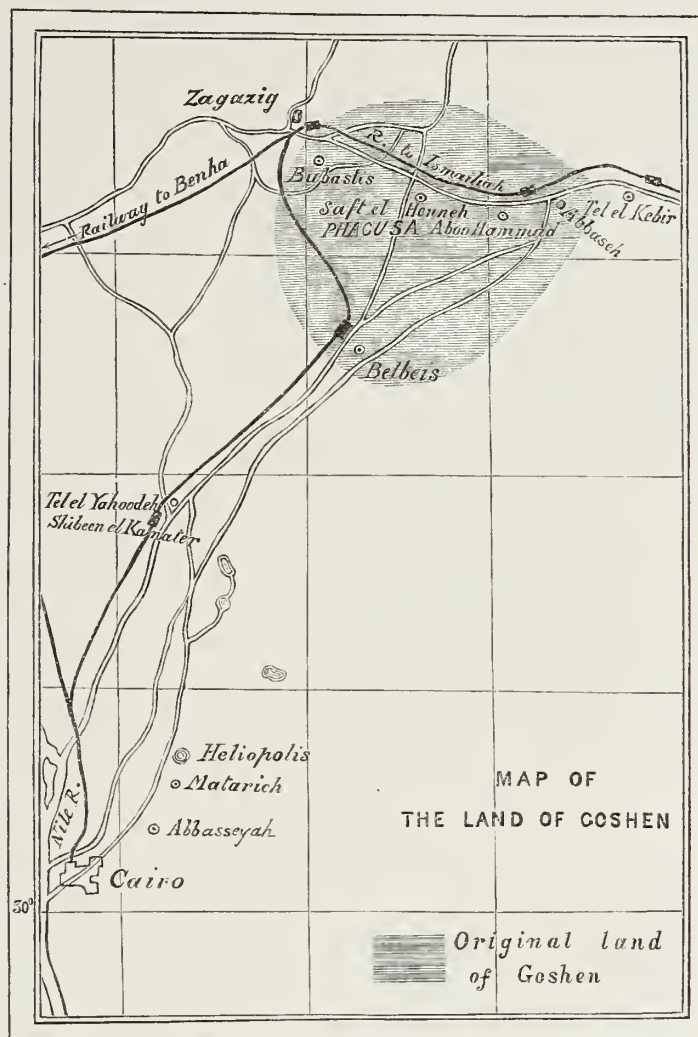 Zagazig
R. to Ismailiah
Railway to Benha
Bubastis
Saft el Henneh
PHACUSA Aboo Hammud
Abbaseh
Tel el Kebir
Belbeis
Tel el Yahoodeh
Shibeen el Kanater
Heliopolis
Matarieh
Abbasseyah
Nile R.
Cairo
30°
MAP OF
THE LAND OF GOSHEN
Original land
of Goshen